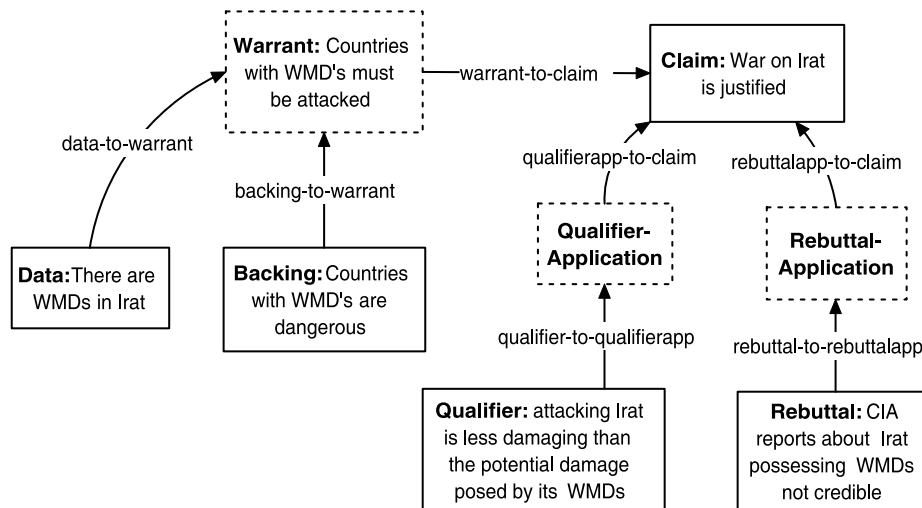 Warrant: Countries
with WMD's must
be attacked
warrant-to-claim
Claim: War on Irat
is justified
data-to-warrant
backing-to-warrant
qualifierapp-to-claim
rebuttalapp-to-claim
Data:There are
WMDs in Irat
Backing: Countries
with WMD's are
dangerous
Qualifier-
Application
Rebuttal-
Application
qualifier-to-qualifierapp
rebuttal-to-rebuttalapp
Qualifier: attacking Irat
is less damaging than
the potential damage
posed by its WMDs
Rebuttal: CIA
reports about Irat
possessing WMDs
not credible